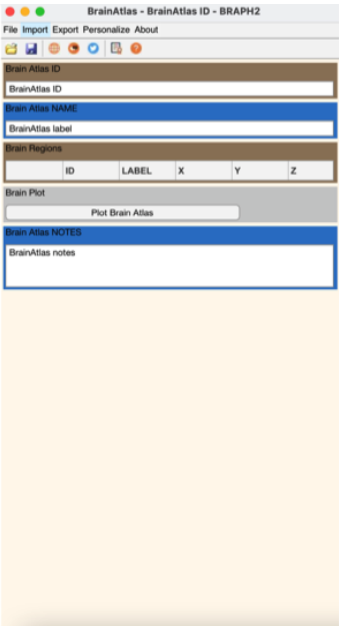 BrainAtlas - BrainAtlas ID - BRAPH2
File Import Export Personalize About
Brain Atlas ID
BrainAtlas ID
Brain Atlas NAME
BrainAtlas label
Brain Regions
ID LABEL X Y Z
Brain Plot
Plot Brain Atlas
Brain Atlas NOTES
BrainAtlas notes